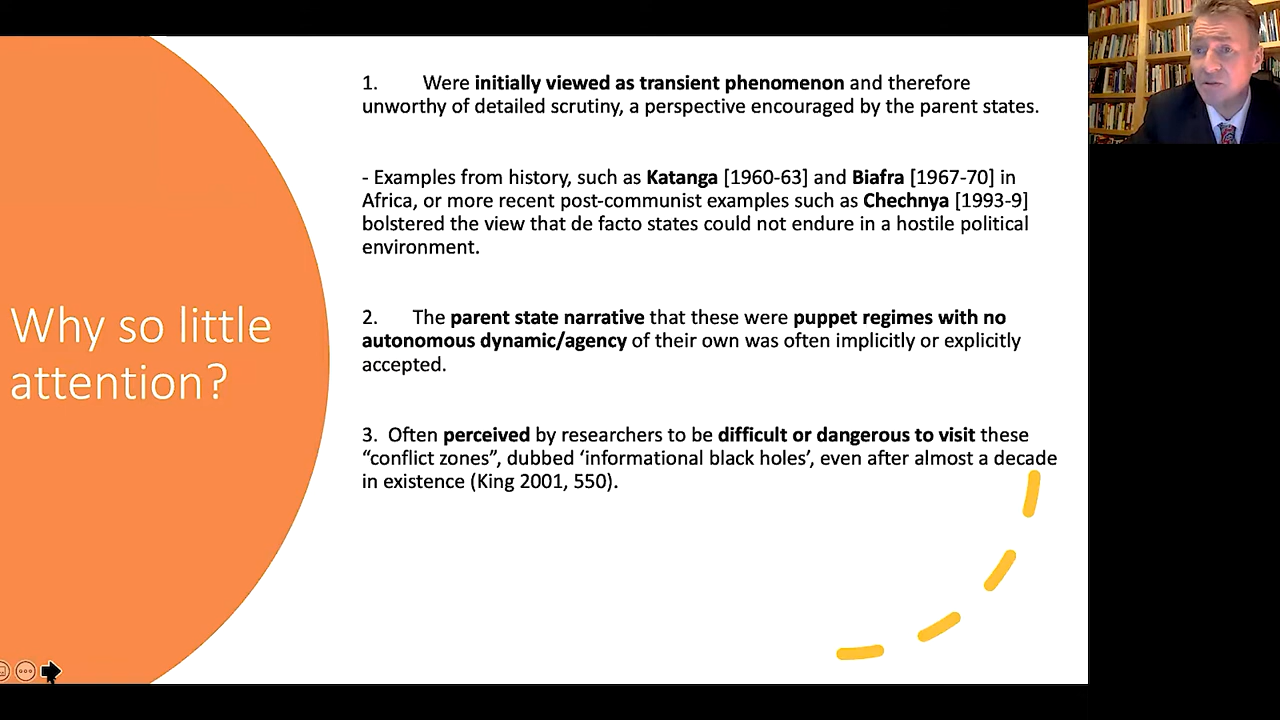 Why so little
attention?
1. Were initially viewed as transient phenomenon and therefore
unworthy of detailed scrutiny, a perspective encouraged by the parent states.
- Examples from history, such as Katanga [1960-63] and Biafra [1967-70] in
Africa, or more recent post-communist examples such as Chechnya [1993-9]
bolstered the view that de facto states could not endure in a hostile political
environment.
2. The parent state narrative that these were puppet regimes with no
autonomous dynamic/agency of their own was often implicitly or explicitly
accepted.
3. Often perceived by researchers to be difficult or dangerous to visit these
“conflict zones”, dubbed ‘informational black holes’, even after almost a decade
in existence (King 2001, 550).